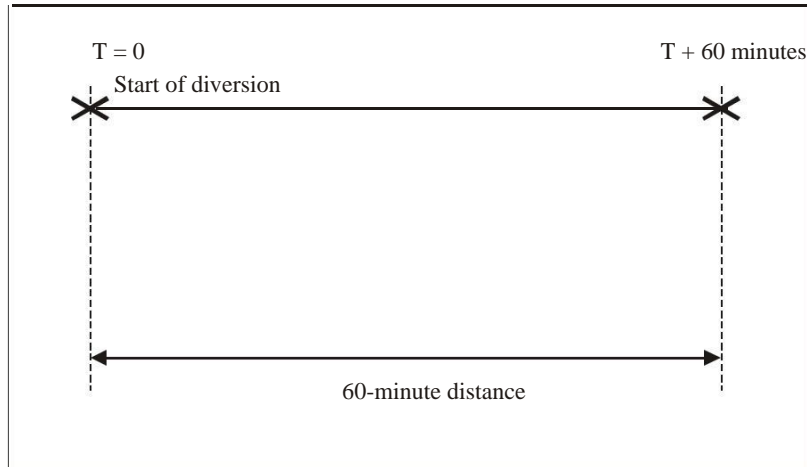 T = 0
T + 60 minutes
Start of diversion
60-minute distance